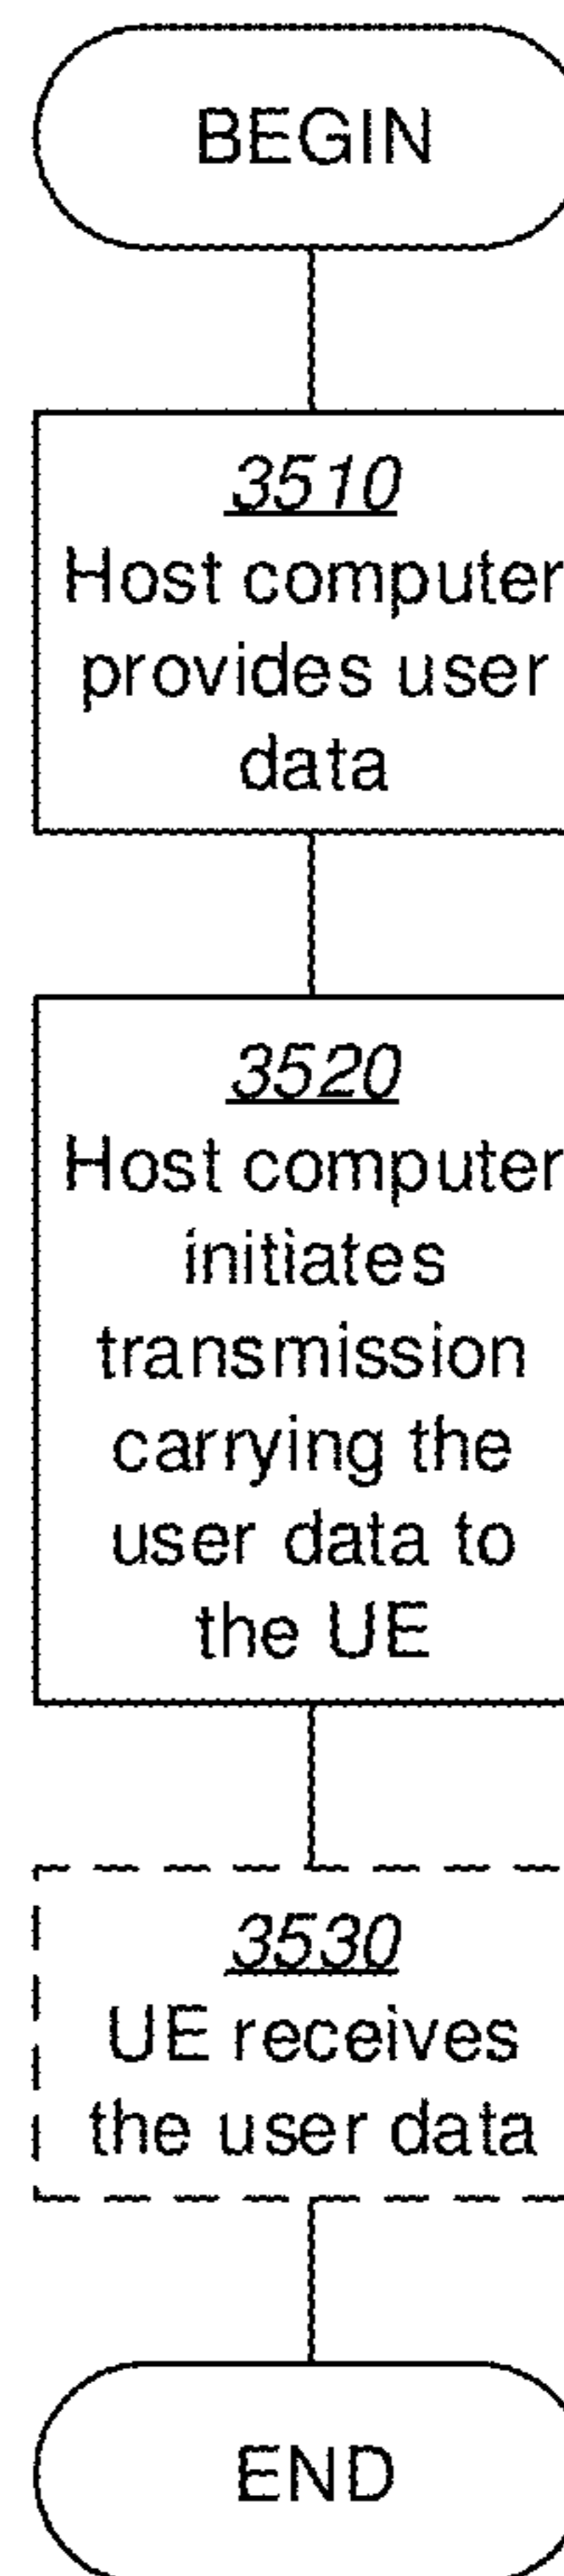 BEGIN
3510
Host computer
provides user
data
3520
Host computer
initiates
transmission
carrying the
user data to
the UE
3530
UE receives
the user data
END